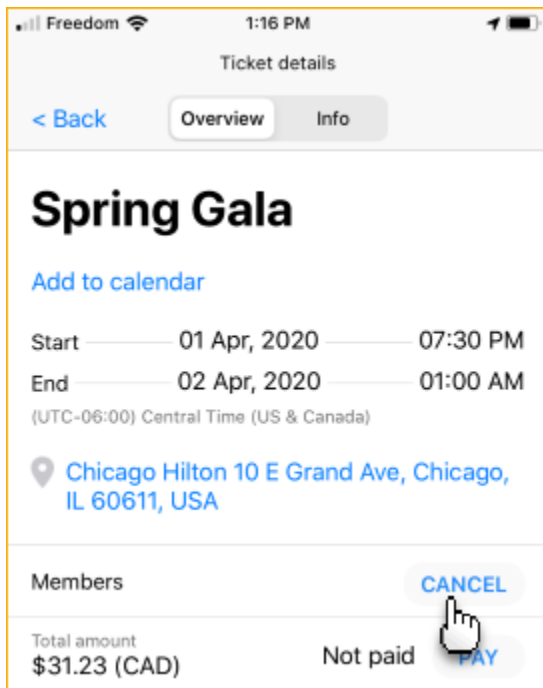 Freedom 1:16 PM
Ticket details
< Back Overview Info
Spring Gala
Add to calendar
Start 01 Apr, 2020 07:30 PM
End 02 Apr, 2020 01:00 AM
(UTC-06:00) Central Time (US & Canada)
Chicago Hilton 10 E Grand Ave, Chicago,
IL 60611, USA
Members CANCEL
Total amount
$31.23 (CAD) Not paid PAY